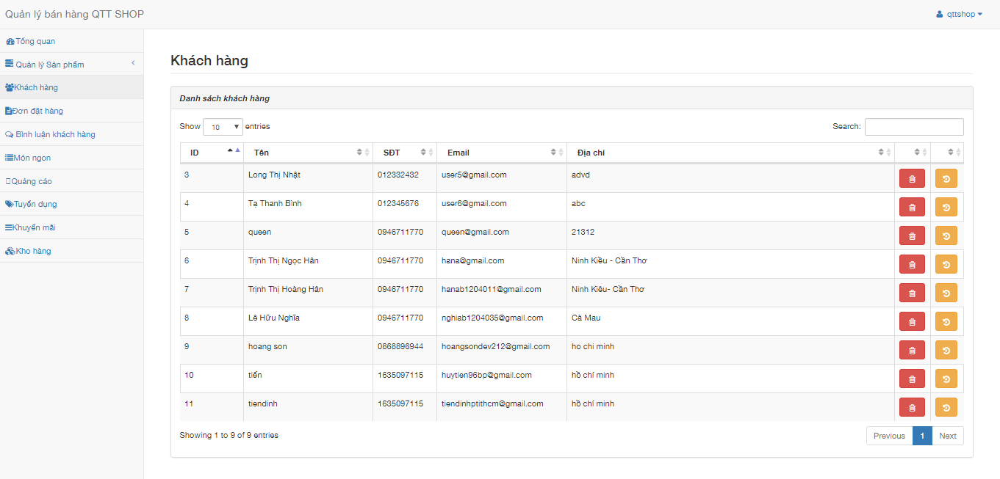 Quản lý bán hàng QTT SHOP
qttshop
Tổng quan
Quản lý Sản phẩm
Khách hàng
Đơn đặt hàng
Bình luận khách hàng
Món ngon
Quảng cáo
Tuyển dụng
Khuyến mãi
Kho hàng
Khách hàng
Danh sách khách hàng
Show 10 entries
Search:
ID Tên SĐT Email Địa chỉ
3 Long Thị Nhật 012332432 user5@gmail.com advd
4 Tạ Thanh Bình 012345676 user6@gmail.com abc
5 queen 0946711770 queen@gmail.com 21312
6 Trịnh Thị Ngọc Hân 0946711770 hana@gmail.com Ninh Kiều - Cần Thơ
7 Trịnh Thị Hoàng Hân 0946711770 hanab1204011@gmail.com Ninh Kiêu- Cần Thơ
8 Lê Hữu Nghĩa 0946711770 nghiab1204035@gmail.com Cà Mau
9 hoang son 0868896944 hoangsondev212@gmail.com ho chi minh
10 tiến 1635097115 huytien96bp@gmail.com hồ chí minh
11 tiendinh 1635097115 tiendinhptithcm@gmail.com hồ chí minh
Showing 1 to 9 of 9 entries
Previous 1 Next